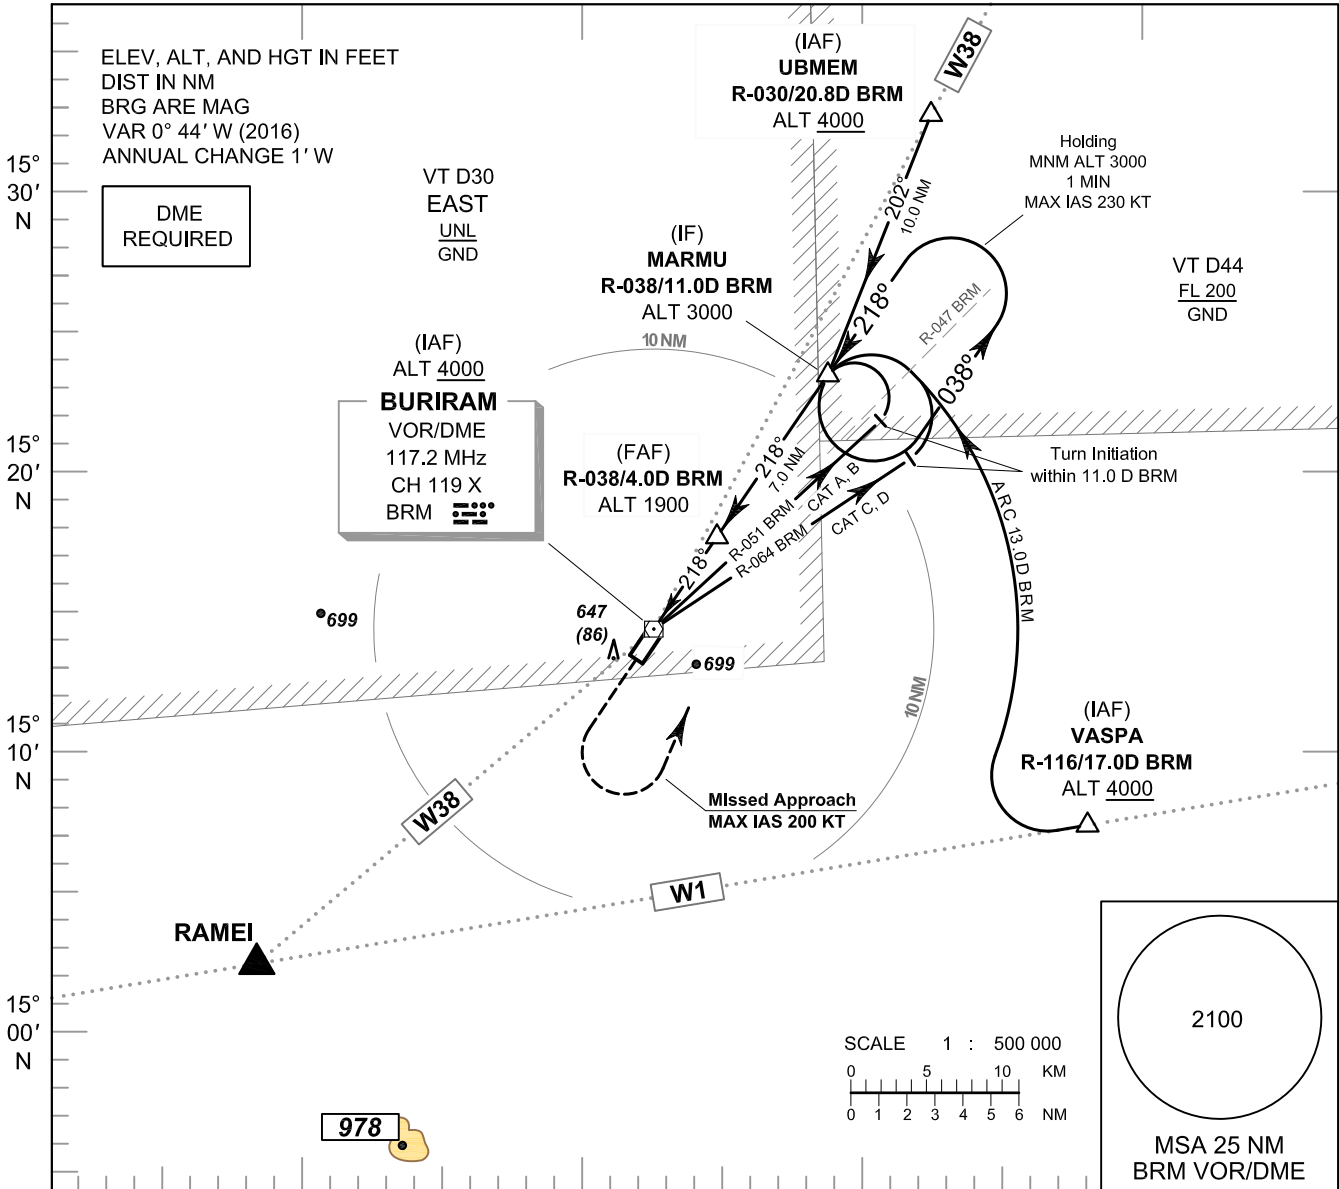 ELEV, ALT, AND HGT IN FEET
DIST IN NM
BRG ARE MAG
VAR 0° 44′ W (2016)
ANNUAL CHANGE 1′ W
DME
REQUIRED
VT D30
EAST
UNL
GND
(IAF)
UBMEM
R-030/20.8D BRM
ALT 4000
W38
Holding
MNM ALT 3000
1 MIN
MAX IAS 230 KT
VT D44
FL 200
GND
15°
30′
N
202°
10.0 NM
(IF)
MARMU
R-038/11.0D BRM
ALT 3000
218°
R-047 BRM
038°
10 NM
(IAF)
ALT 4000
BURIRAM
VOR/DME
117.2 MHz
CH 119 X
BRM
(FAF)
R-038/4.0D BRM
ALT 1900
218°
7.0 NM
R-051 BRM
CAT A, B
R-064 BRM
CAT C, D
218°
Turn Initiation
within 11.0 D BRM
ARC 13.0D BRM
15°
20′
N
699
647
(86)
699
10 NM
15°
10′
N
(IAF)
VASPA
R-116/17.0D BRM
ALT 4000
MIssed Approach
MAX IAS 200 KT
W38
W1
RAMEI
15°
00′
N
SCALE 1 : 500 000
0 5 10 KM
0 1 2 3 4 5 6 NM
978
2100
MSA 25 NM
BRM VOR/DME